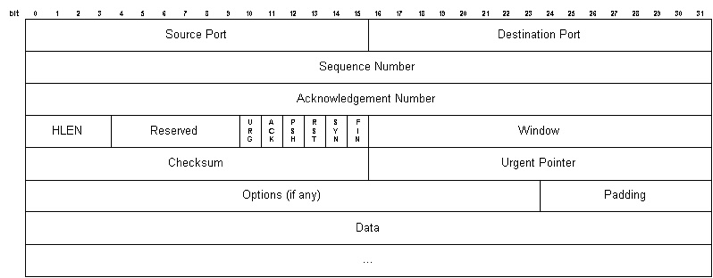 bit 0 1 2 3 4 5 6 7 8 9 10 11 12 13 14 15 16 17 18 19 20 21 22 23 24 25 26 27 28 29 30 31
Source Port Destination Port
Sequence Number
Acknowledgement Number
HLEN Reserved URG ACK PSH RST SYN FIN Window
Checksum Urgent Pointer
Options (if any) Padding
Data
...